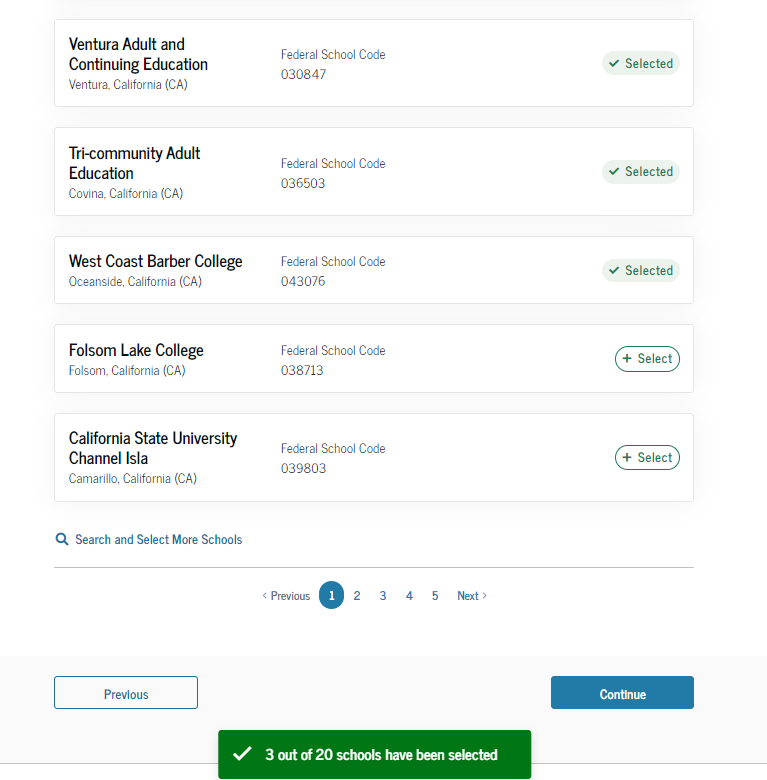 Ventura Adult and
Continuing Education
Ventura, California (CA)
Federal School Code
030847
Selected
Tri-community Adult
Education
Covina, California (CA)
Federal School Code
036503
Selected
West Coast Barber College
Oceanside, California (CA)
Federal School Code
043076
Selected
Folsom Lake College
Folsom, California (CA)
Federal School Code
038713
+ Select
California State University
Channel Isla
Camarillo, California (CA)
Federal School Code
039803
+ Select
Search and Select More Schools
< Previous 1 2 3 4 5 Next >
Previous
Continue
3 out of 20 schools have been selected